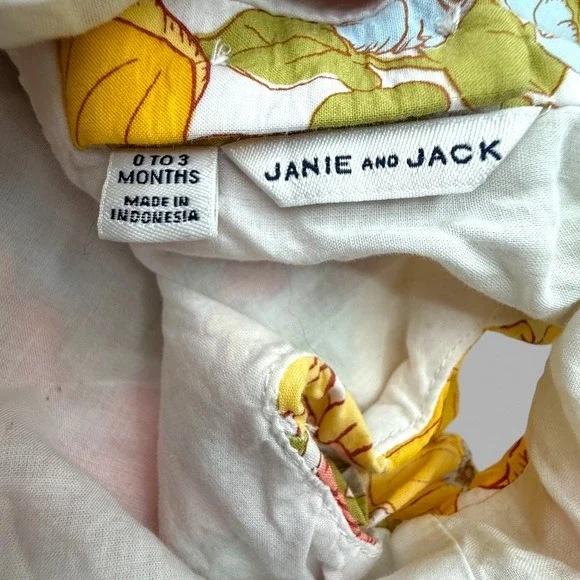 0 TO 3
MONTHS
MADE IN
INDONESIA
JANIE AND JACK